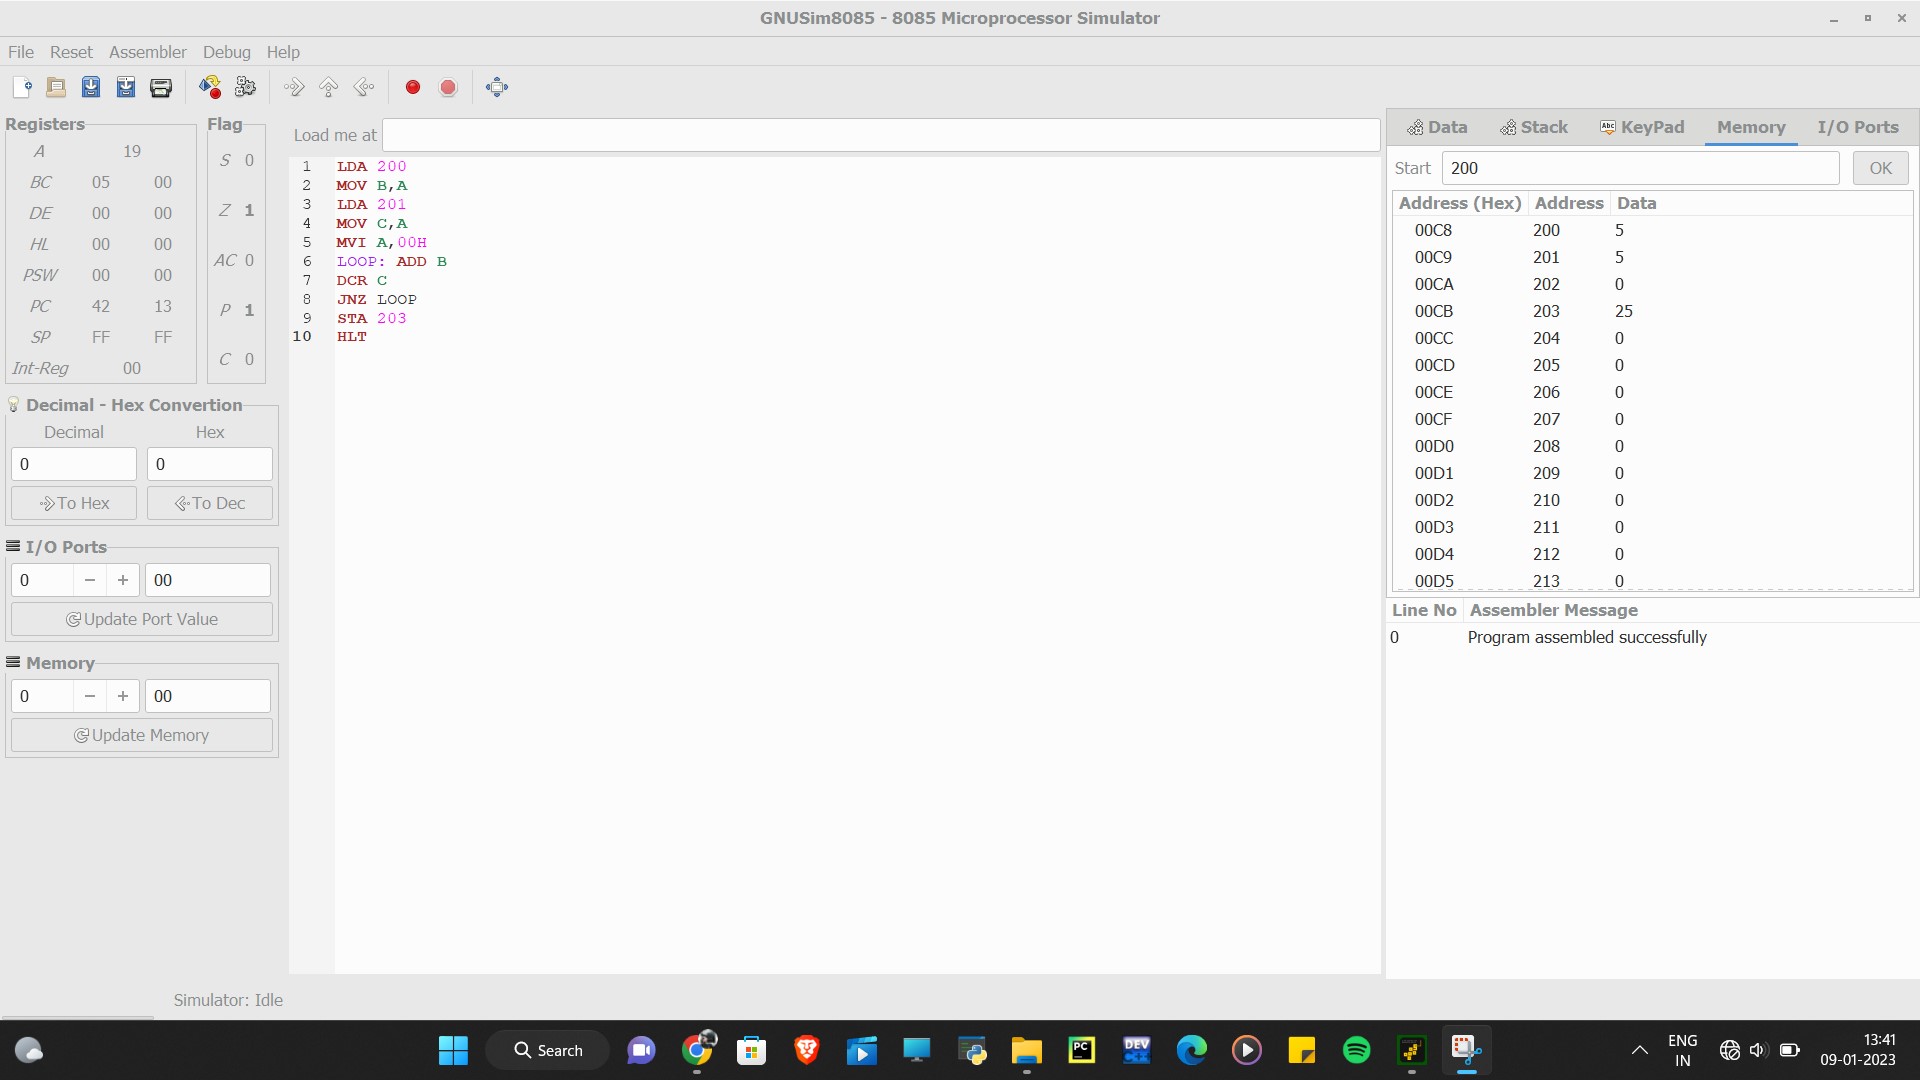 GNUSim8085 - 8085 Microprocessor Simulator
File Reset Assembler Debug Help
Registers
A 19
BC 05 00
DE 00 00
HL 00 00
PSW 00 00
PC 42 13
SP FF FF
Int-Reg 00
Flag
S 0
Z 1
AC 0
P 1
C 0
Decimal - Hex Convertion
Decimal Hex
0 0
To Hex To Dec
I/O Ports
0 − + 00
Update Port Value
Memory
0 − + 00
Update Memory
Load me at
1 LDA 200
2 MOV B,A
3 LDA 201
4 MOV C,A
5 MVI A,00H
6 LOOP: ADD B
7 DCR C
8 JNZ LOOP
9 STA 203
10 HLT
Data Stack Abc KeyPad Memory I/O Ports
Start 200 OK
Address (Hex) Address Data
00C8 200 5
00C9 201 5
00CA 202 0
00CB 203 25
00CC 204 0
00CD 205 0
00CE 206 0
00CF 207 0
00D0 208 0
00D1 209 0
00D2 210 0
00D3 211 0
00D4 212 0
00D5 213 0
Line No Assembler Message
0 Program assembled successfully
Simulator: Idle
Search
PC
DEV
C++
ENG
IN
13:41
09-01-2023